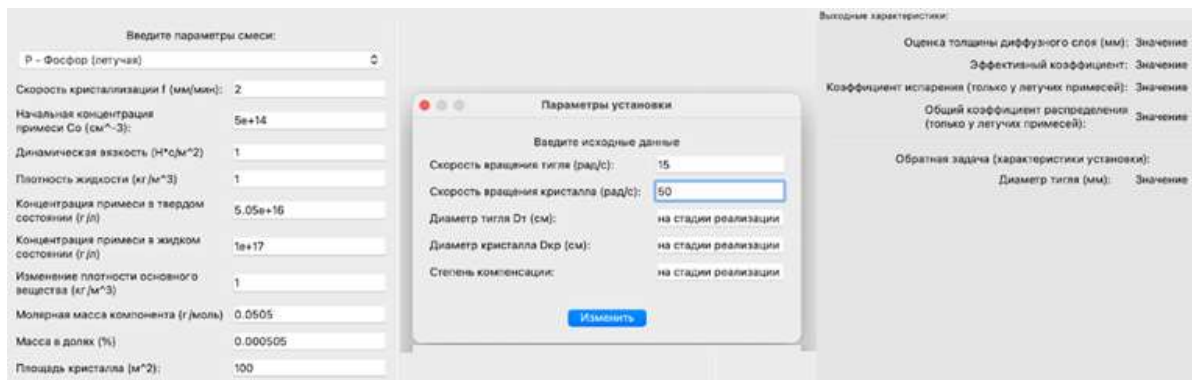 Введите параметры смеси:
P - Фосфор (летучая)
Скорость кристаллизации f (мм/мин): 2
Начальная концентрация
примеси Co (см^-3): 5e+14
Динамическая вязкость (Н*с/м^2) 1
Плотность жидкости (кг/м^3) 1
Концентрация примеси в твердом
состоянии (г/л) 5.05e+16
Концентрация примеси в жидком
состоянии (г/л) 1e+17
Изменение плотности основного
вещества (кг/м^3) 1
Молярная масса компонента (г/моль) 0.0505
Масса в долях (%) 0.000505
Площадь кристалла (м^2): 100
Параметры установки
Введите исходные данные
Скорость вращения тигля (рад/с): 15
Скорость вращения кристалла (рад/с): 50
Диаметр тигля Dт (см): на стадии реализации
Диаметр кристалла Dкр (см): на стадии реализации
Степень компенсации: на стадии реализации
Изменить
Выходные характеристики:
Оценка толщины диффузного слоя (мм): Значение
Эффективный коэффициент: Значение
Коэффициент испарения (только у летучих примесей): Значение
Общий коэффициент распределения
(только у летучих примесей): Значение
Обратная задача (характеристики установки):
Диаметр тигля (мм): Значение